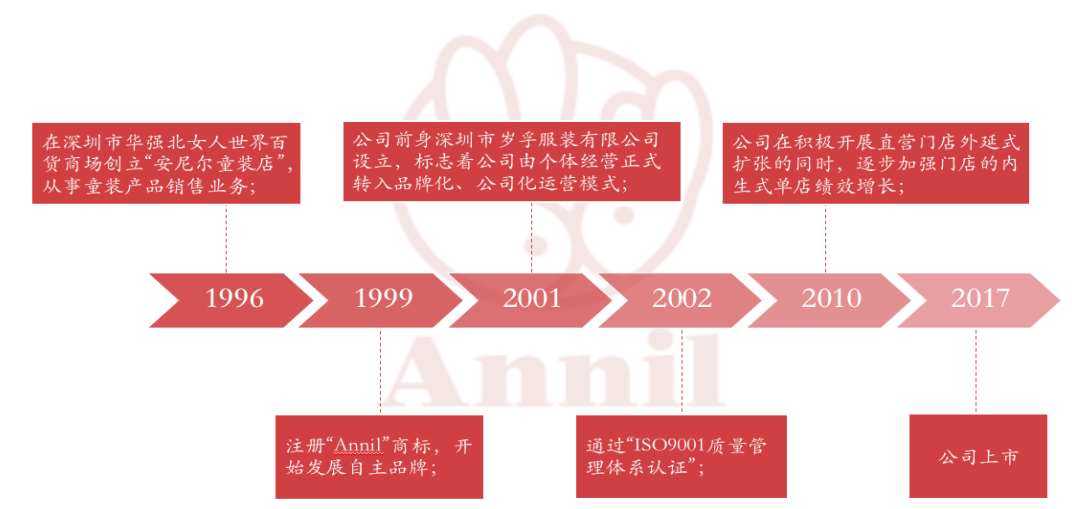 在深圳市华强北女人世界百
货商场创立“安尼尔童装店”,
从事童装产品销售业务;
公司前身深圳市岁孚服装有限公司
设立，标志着公司由个体经营正式
转入品牌化、公司化运营模式;
公司在积极开展直营门店外延式
扩张的同时，逐步加强门店的内
生式单店绩效增长;
1996
1999
2001
2002
2010
2017
Annil
注册“Annil”商标，开
始发展自主品牌;
通过“ISO9001质量管
理体系认证”;
公司上市